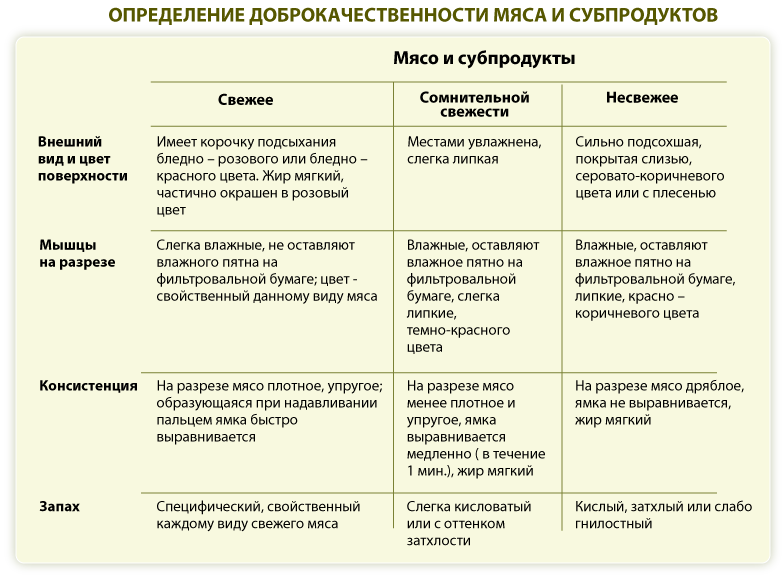 ОПРЕДЕЛЕНИЕ ДОБРОКАЧЕСТВЕННОСТИ МЯСА И СУБПРОДУКТОВ
Мясо и субпродукты
Свежее
Сомнительной
свежести
Несвежее
Внешний
вид и цвет
поверхности
Имеет корочку подсыхания
бледно – розового или бледно –
красного цвета. Жир мягкий,
частично окрашен в розовый
цвет
Местами увлажнена,
слегка липкая
Сильно подсохшая,
покрытая слизью,
серовато-коричневого
цвета или с плесенью
Мышцы
на разрезе
Слегка влажные, не оставляют
влажного пятна на
фильтровальной бумаге; цвет -
свойственный данному виду мяса
Влажные, оставляют
влажное пятно на
фильтровальной
бумаге, слегка
липкие,
темно-красного
цвета
Влажные, оставляют
влажное пятно на
фильтровальной бумаге,
липкие, красно –
коричневого цвета
Консистенция
На разрезе мясо плотное, упругое;
образующаяся при надавливании
пальцем ямка быстро
выравнивается
На разрезе мясо
менее плотное и
упругое, ямка
выравнивается
медленно ( в течение
1 мин.), жир мягкий
На разрезе мясо дряблое,
ямка не выравнивается,
жир мягкий
Запах
Специфический, свойственный
каждому виду свежего мяса
Слегка кисловатый
или с оттенком
затхлости
Кислый, затхлый или слабо
гнилостный